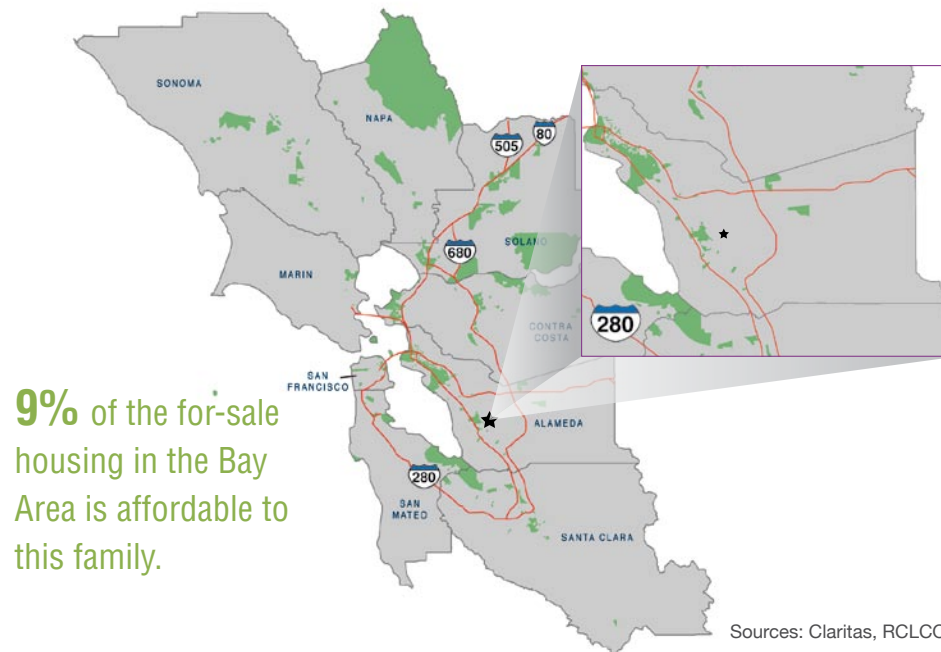 SONOMA
NAPA
505
80
SOLANO
680
MARIN
CONTRA
COSTA
280
SAN
FRANCISCO
9% of the for-sale
housing in the Bay
Area is affordable to
this family.
ALAMEDA
280
SAN
MATEO
SANTA CLARA
Sources: Claritas, RCLCO